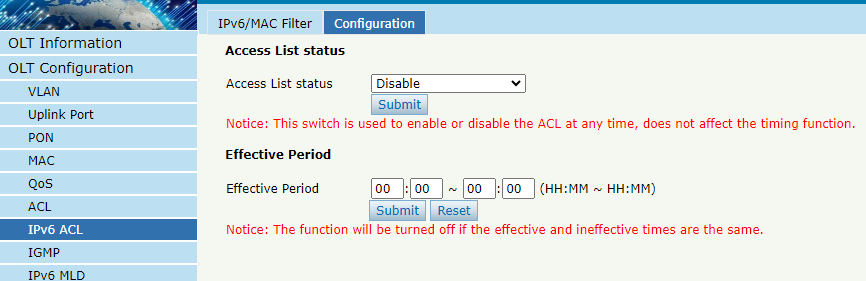 IPv6/MAC Filter Configuration
OLT Information
OLT Configuration
VLAN
Uplink Port
PON
MAC
QoS
ACL
IPv6 ACL
IGMP
IPv6 MLD
Access List status
Access List status Disable
Submit
Notice: This switch is used to enable or disable the ACL at any time, does not affect the timing function.
Effective Period
Effective Period 00 : 00 ~ 00 : 00 (HH:MM ~ HH:MM)
Submit Reset
Notice: The function will be turned off if the effective and ineffective times are the same.